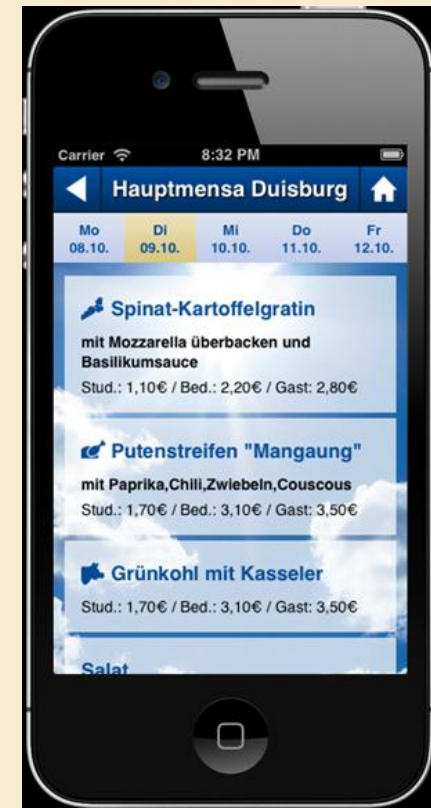 Carrier 8:32 PM
Hauptmensa Duisburg
Mo Di Mi Do Fr
08.10. 09.10. 10.10. 11.10. 12.10.
Spinat-Kartoffelgratin
mit Mozzarella überbacken und
Basilikumsauce
Stud.: 1,10€ / Bed.: 2,20€ / Gast: 2,80€
Putenstreifen "Mangaung"
mit Paprika,Chili,Zwiebeln,Couscous
Stud.: 1,70€ / Bed.: 3,10€ / Gast: 3,50€
Grünkohl mit Kasseler
Stud.: 1,70€ / Bed.: 3,10€ / Gast: 3,50€
Salat